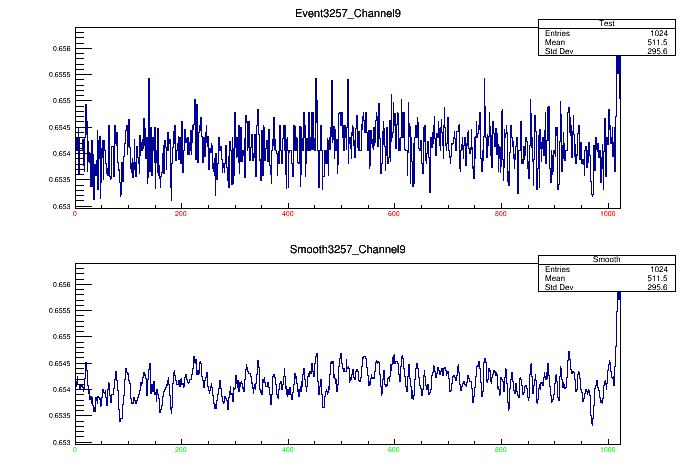 Event3257_Channel9
Test
Entries 1024
Mean 511.5
Std Dev 295.6
0.656
0.6555
0.655
0.6545
0.654
0.6535
0.653
0 200 400 600 800 1000
Smooth3257_Channel9
Smooth
Entries 1024
Mean 511.5
Std Dev 295.6
0.656
0.6555
0.655
0.6545
0.654
0.6535
0.653
0 200 400 600 800 1000